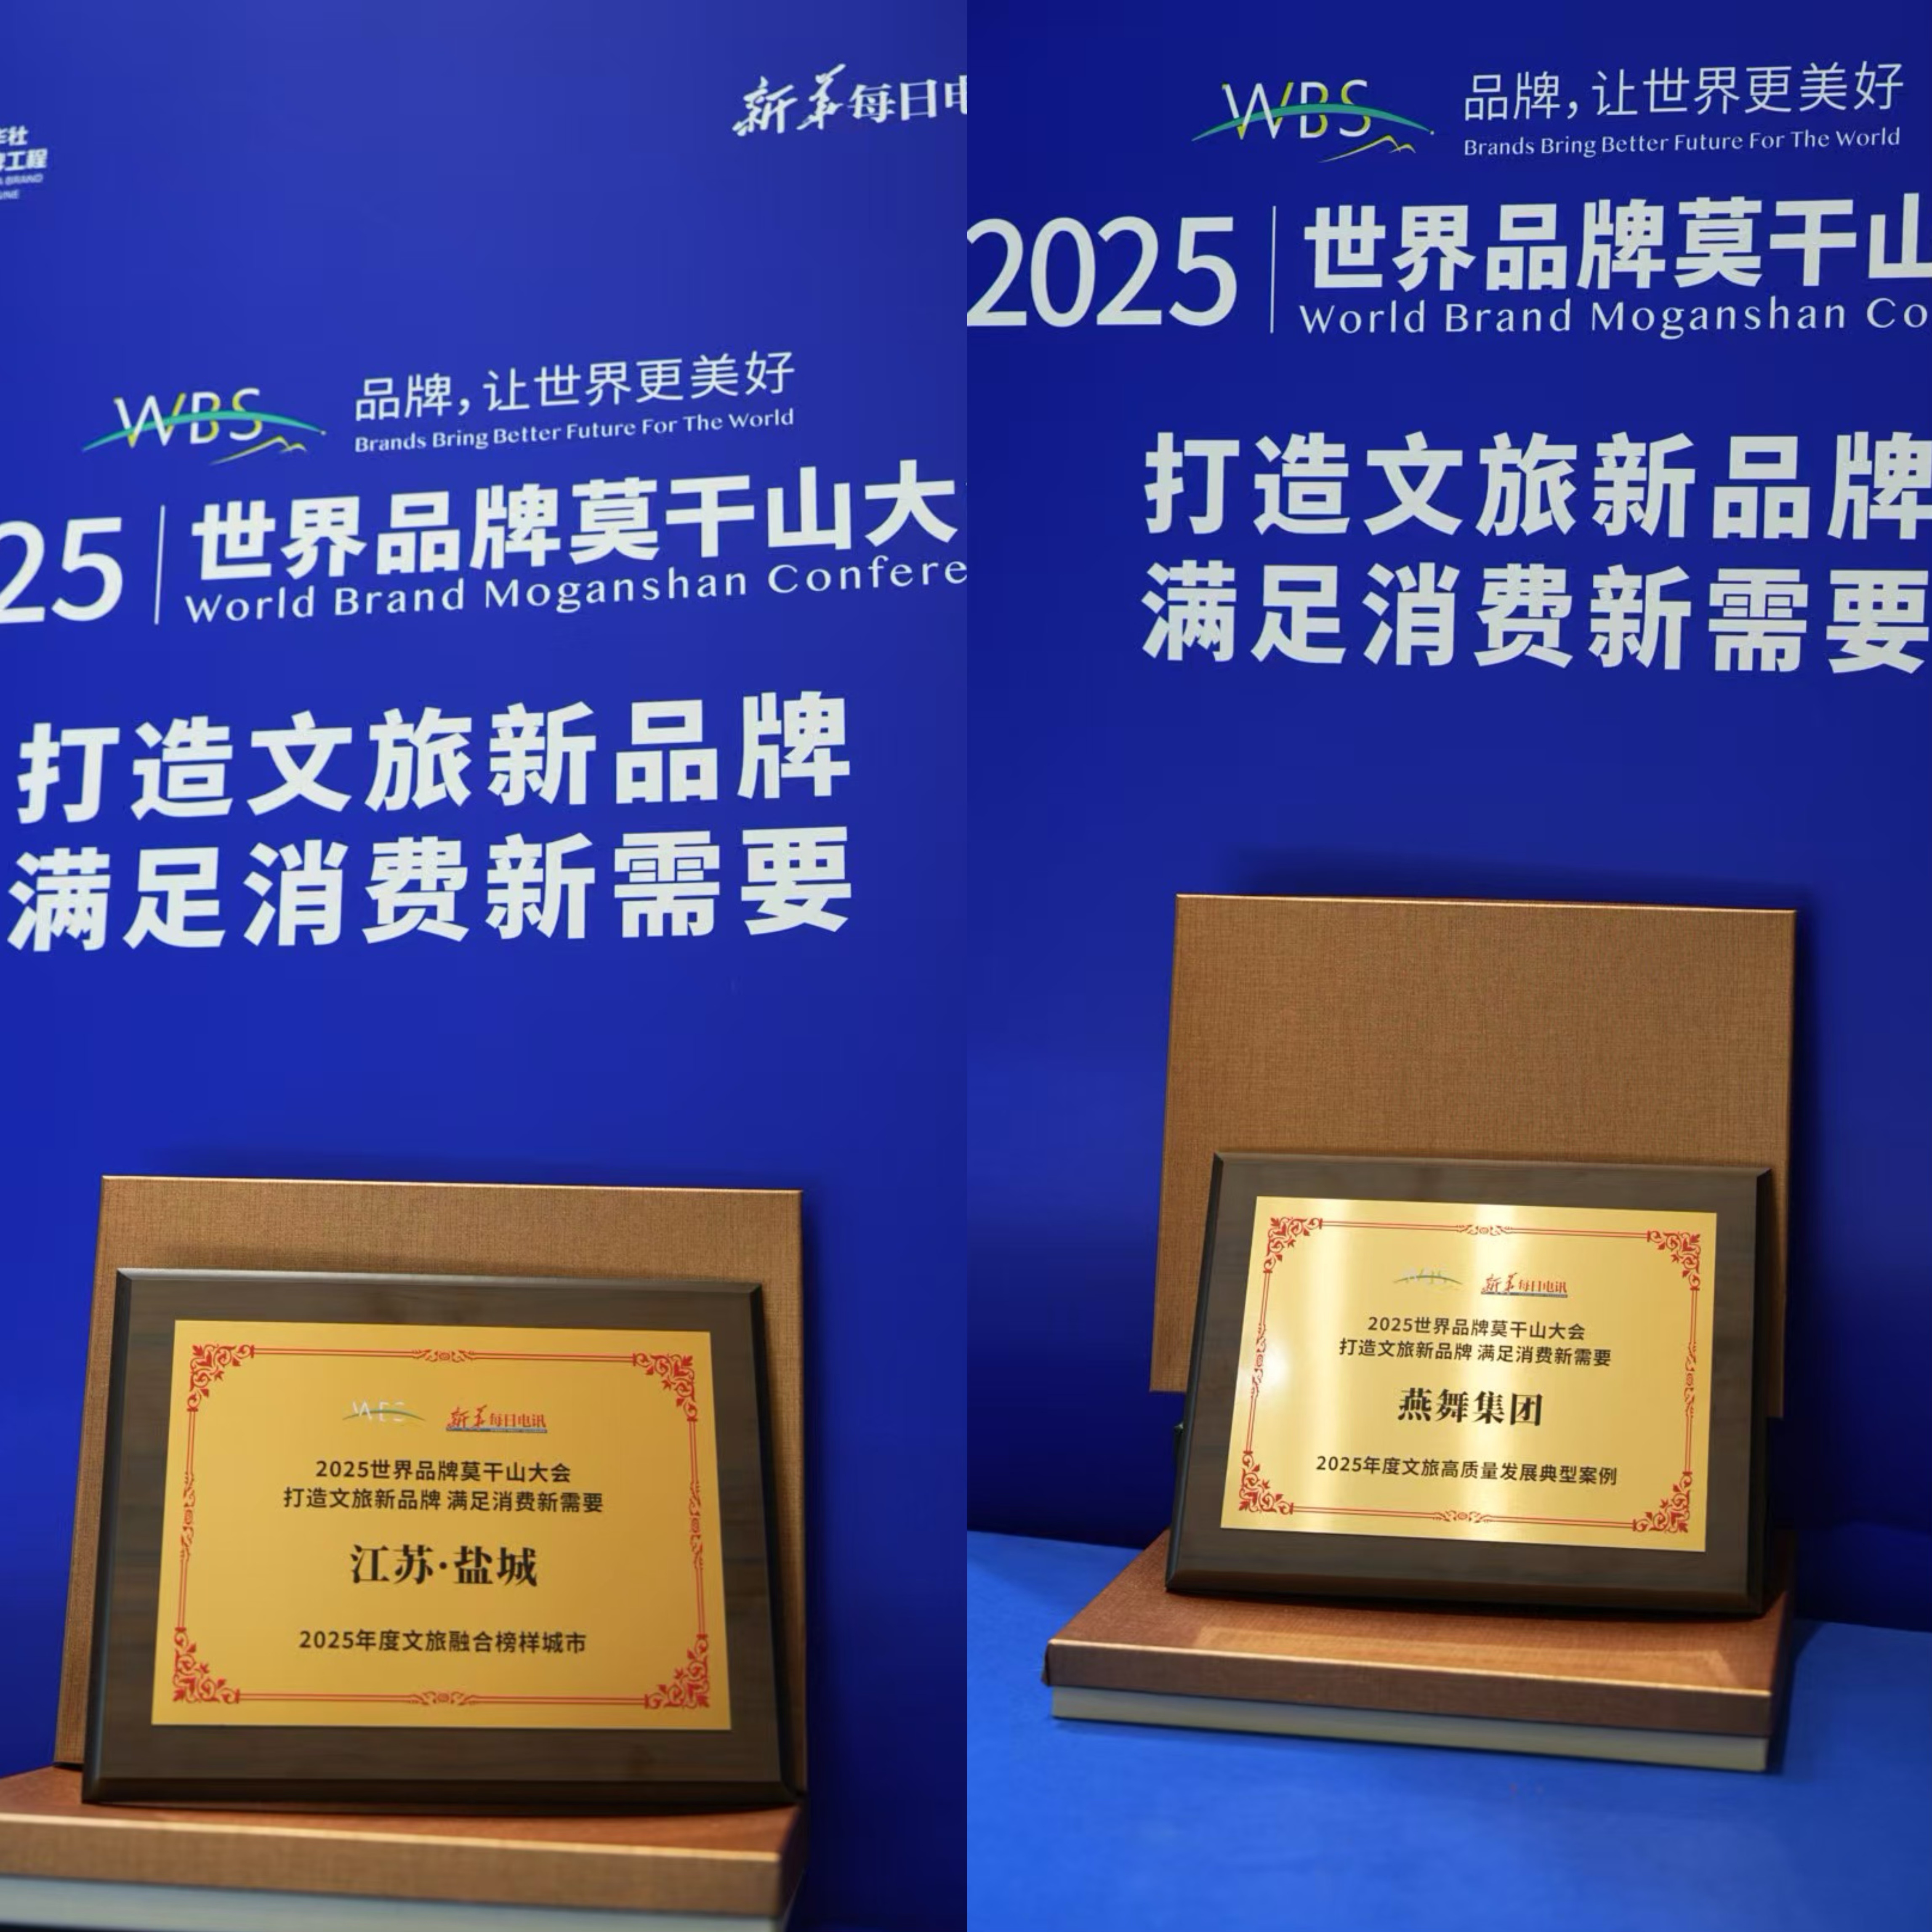 社
工程
BRAND
新华每日电
WBS
品牌，让世界更美好
Brands Bring Better Future For The World
25
世界品牌莫干山大
World Brand Moganshan Confere
打造文旅新品牌
满足消费新需要
WBS
新华每日电讯
2025世界品牌莫干山大会
打造文旅新品牌 满足消费新需要
江苏·盐城
2025年度文旅融合榜样城市
WBS
品牌，让世界更美好
Brands Bring Better Future For The World
2025
世界品牌莫干山
World Brand Moganshan Co
打造文旅新品牌
满足消费新需要
WBS
新华每日电讯
2025世界品牌莫干山大会
打造文旅新品牌 满足消费新需要
燕舞集团
2025年度文旅高质量发展典型案例